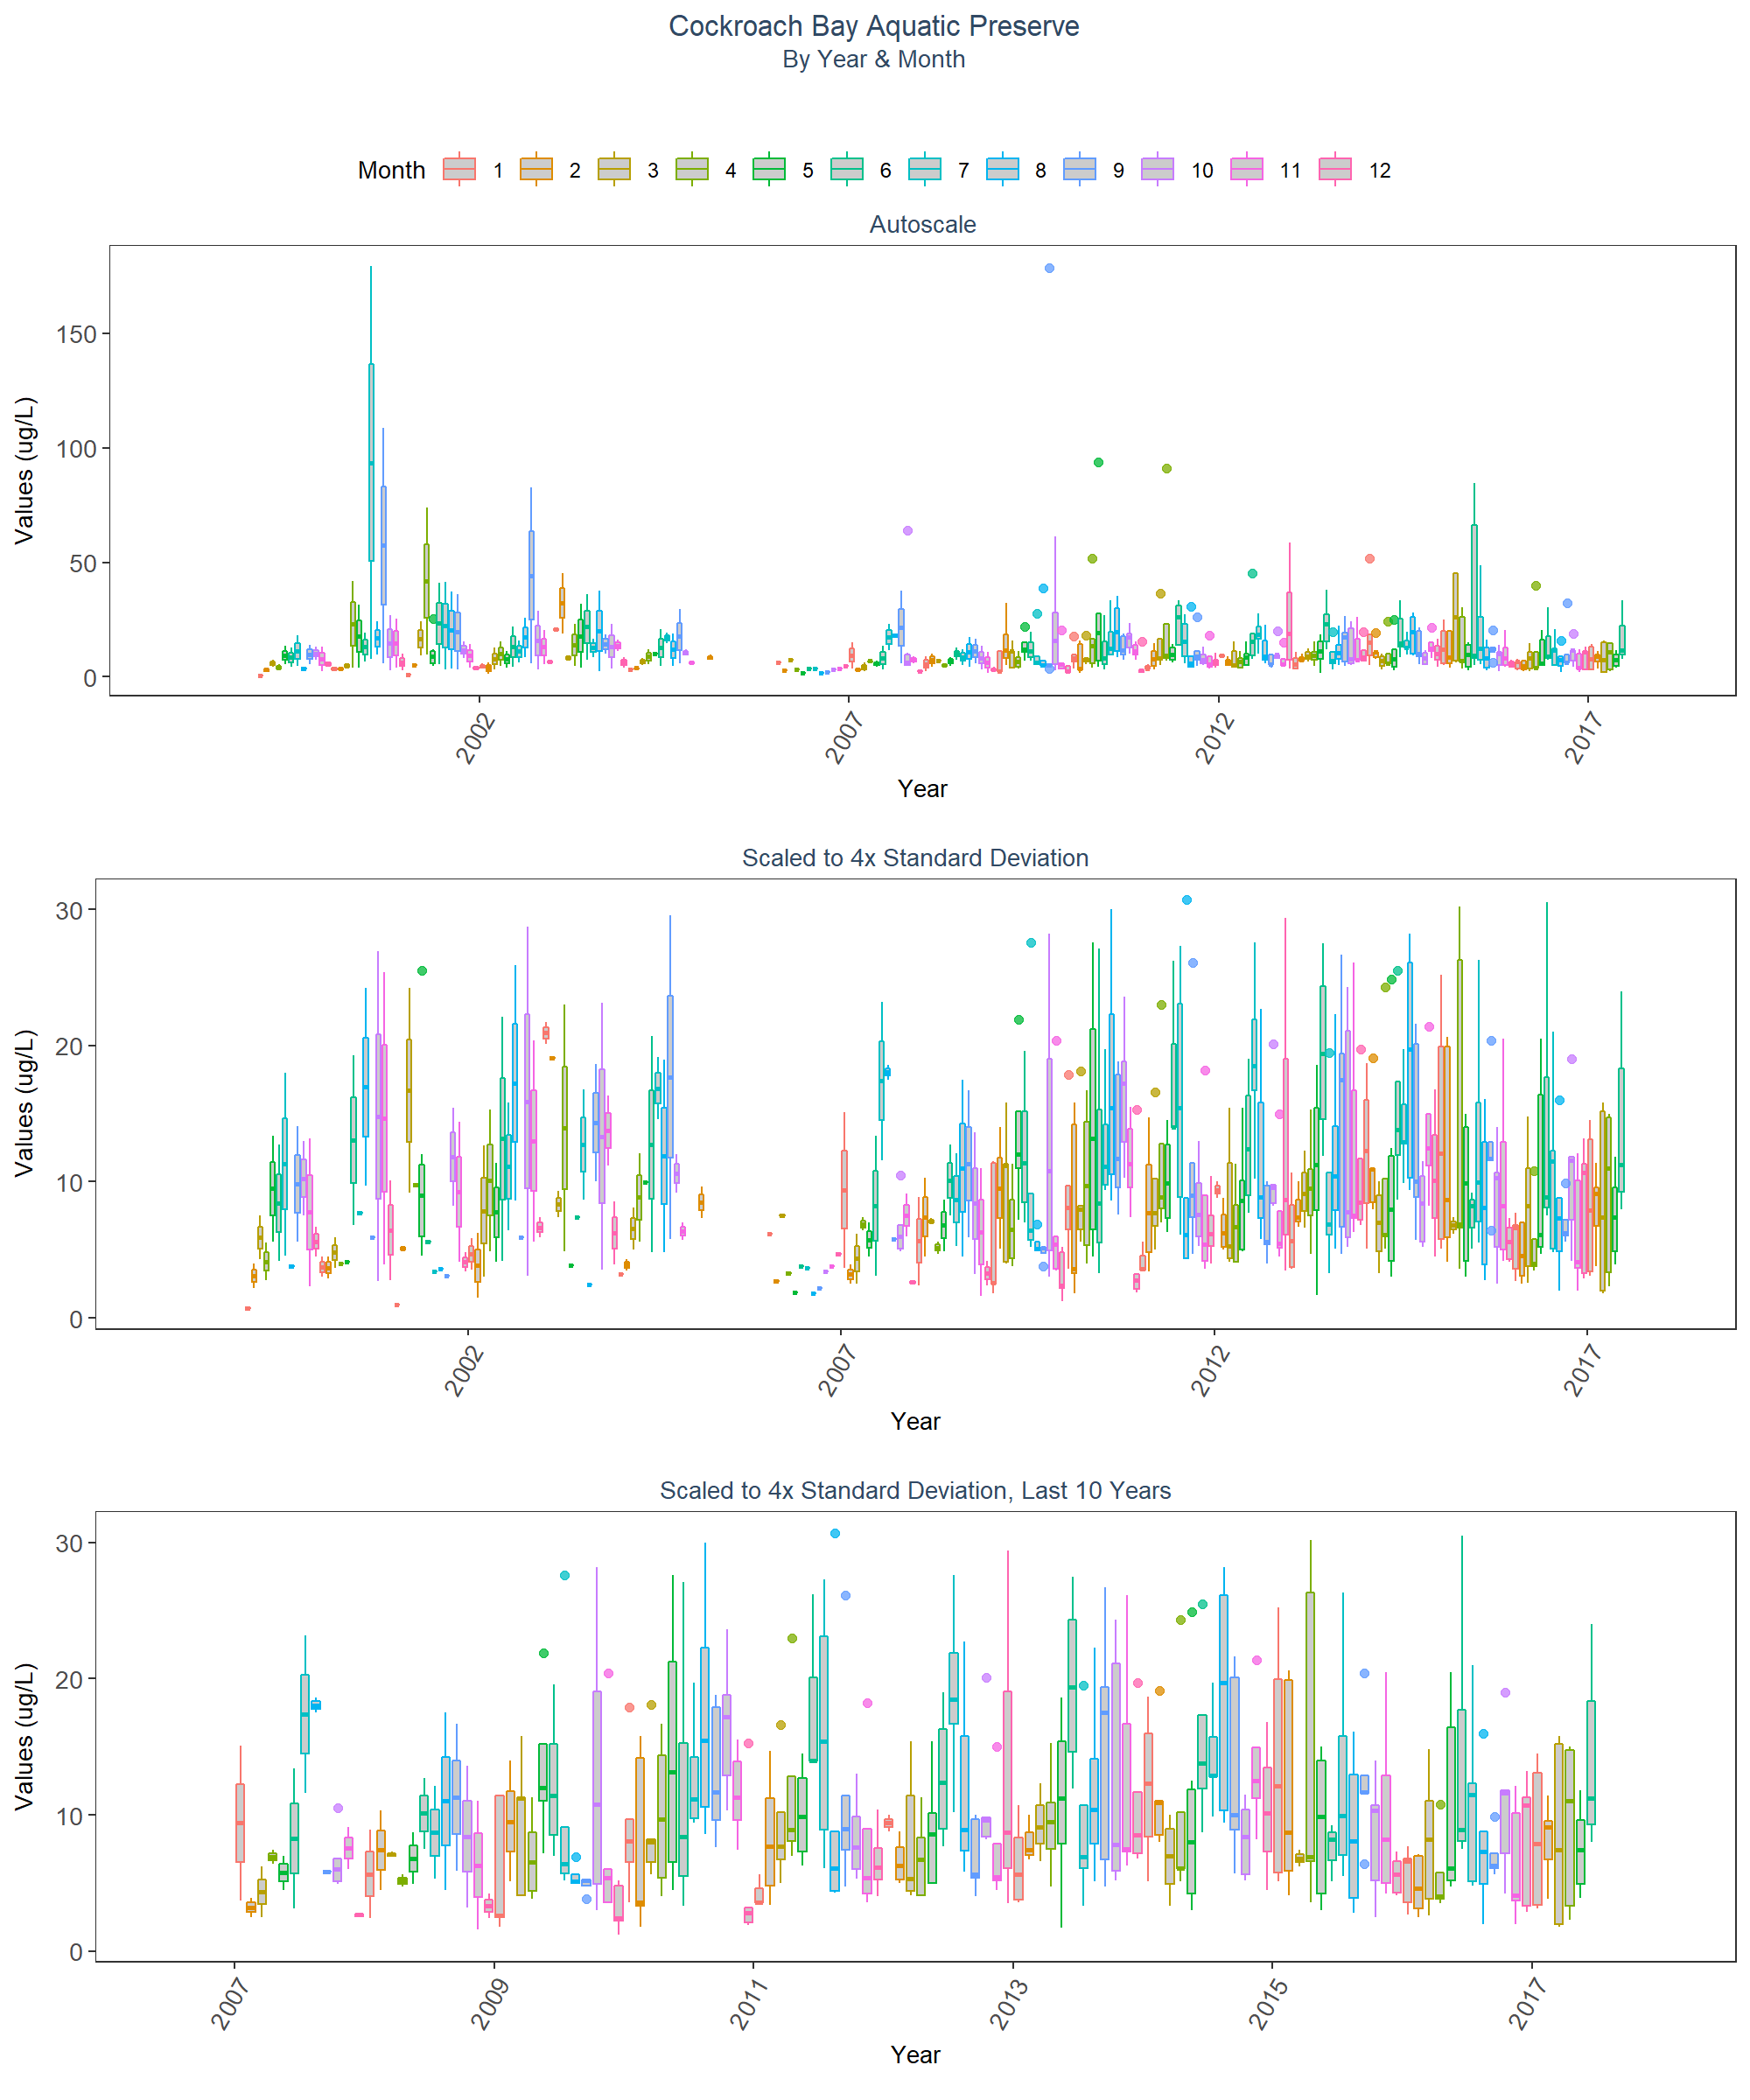 Cockroach Bay Aquatic Preserve
By Year & Month
Month 1 2 3 4 5 6 7 8 9 10 11 12
Autoscale
Values (ug/L)
150
100
50
0
2002 2007 2012 2017
Year
Scaled to 4x Standard Deviation
Values (ug/L)
30
20
10
0
2002 2007 2012 2017
Year
Scaled to 4x Standard Deviation, Last 10 Years
Values (ug/L)
30
20
10
0
2007 2009 2011 2013 2015 2017
Year